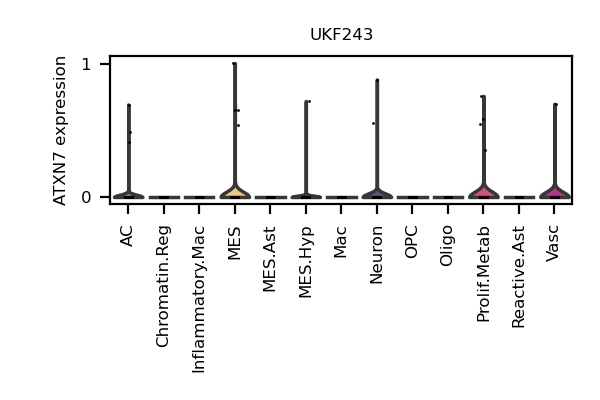 UKF243
ATXN7 expression
1
0
AC
Chromatin.Reg
Inflammatory.Mac
MES
MES.Ast
MES.Hyp
Mac
Neuron
OPC
Oligo
Prolif.Metab
Reactive.Ast
Vasc